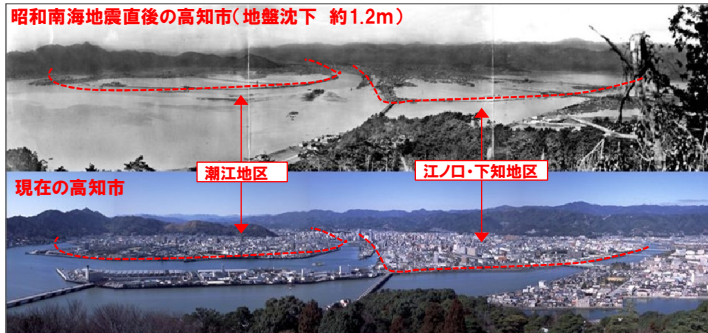 昭和南海地震直後の高知市(地盤沈下 約1.2m)
潮江地区
江ノロ・下知地区
現在の高知市